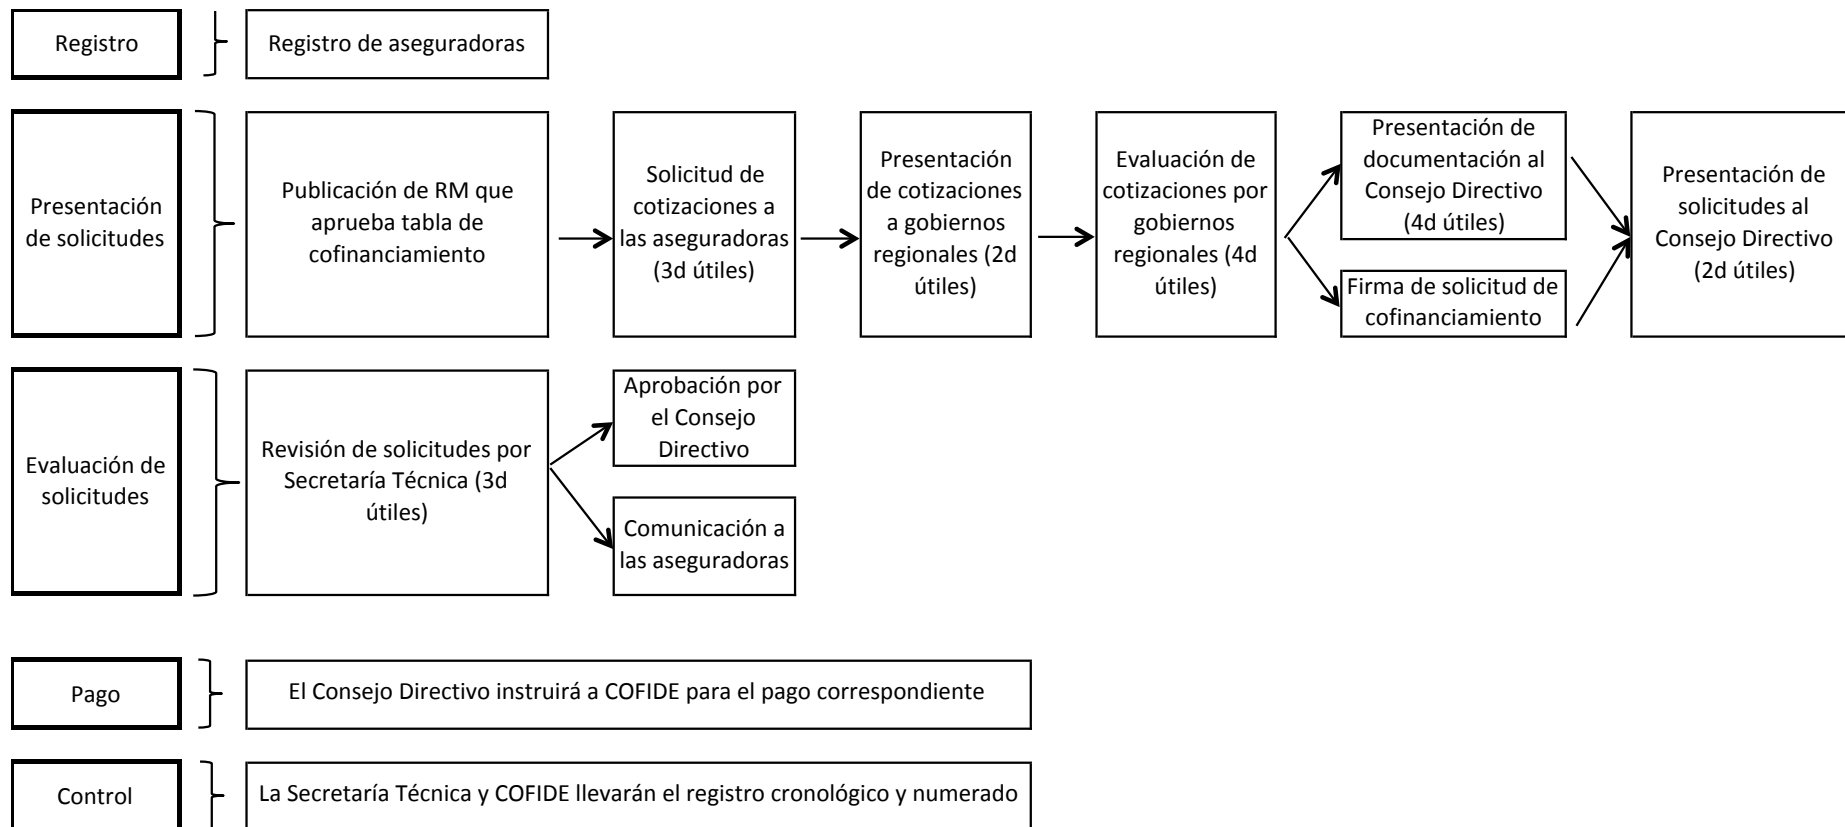 Registro
Registro de aseguradoras
Presentación
de solicitudes
Publicación de RM que
aprueba tabla de
cofinanciamiento
Solicitud de
cotizaciones a
las aseguradoras
(3d útiles)
Presentación
de cotizaciones
a gobiernos
regionales (2d
útiles)
Evaluación de
cotizaciones por
gobiernos
regionales (4d
útiles)
Presentación de
documentación al
Consejo Directivo
(4d útiles)
Firma de solicitud de
cofinanciamiento
Presentación de
solicitudes al
Consejo Directivo
(2d útiles)
Evaluación de
solicitudes
Revisión de solicitudes por
Secretaría Técnica (3d
útiles)
Aprobación por
el Consejo
Directivo
Comunicación a
las aseguradoras
Pago
El Consejo Directivo instruirá a COFIDE para el pago correspondiente
Control
La Secretaría Técnica y COFIDE llevarán el registro cronológico y numerado